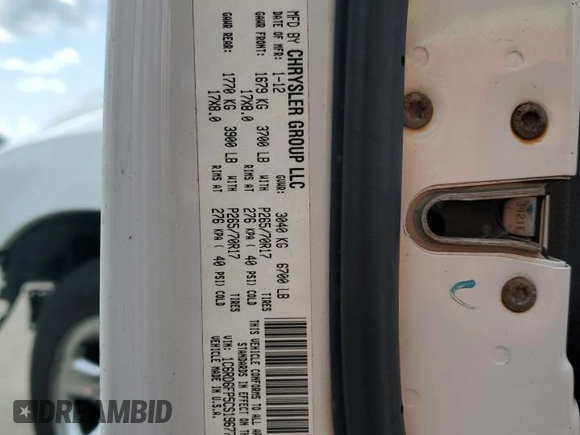 MFD BY CHRYSLER GROUP LLC
DATE OF MFR: 1-12 GVWR: 3040 KG 6700 LB
GAWR FRONT: 1679 KG 3700 LB WITH P265/70R17 TIRES
17X8.0 RIMS AT 276 KPA ( 40 PSI) COLD
GAWR REAR: 1770 KG 3900 LB WITH P265/70R17 TIRES
17X8.0 RIMS AT 276 KPA ( 40 PSI) COLD
THIS VEHICLE CONFORMS TO ALL
STANDARDS IN EFFECT ON
VIN: 1C6RD6FP5CS1967
VEHICLE MADE IN U.S.A.
DREAMBID